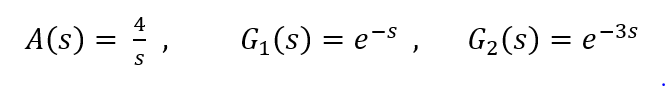 A(s) = 4/s , G₁(s) = e⁻ˢ , G₂(s) = e⁻³ˢ .